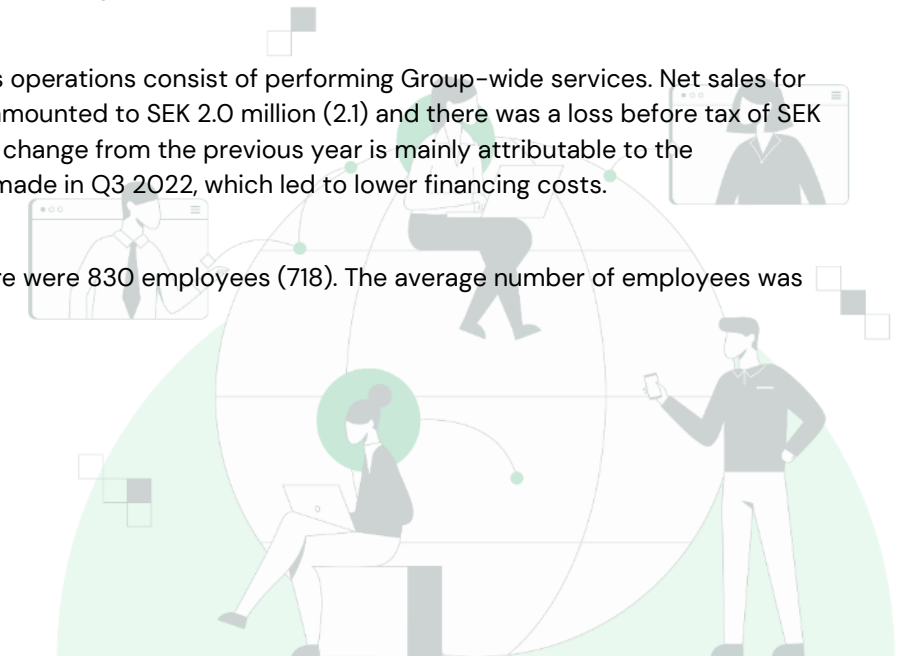 s operations consist of performing Group-wide services. Net sales for
amounted to SEK 2.0 million (2.1) and there was a loss before tax of SEK
change from the previous year is mainly attributable to the
made in Q3 2022, which led to lower financing costs.
re were 830 employees (718). The average number of employees was